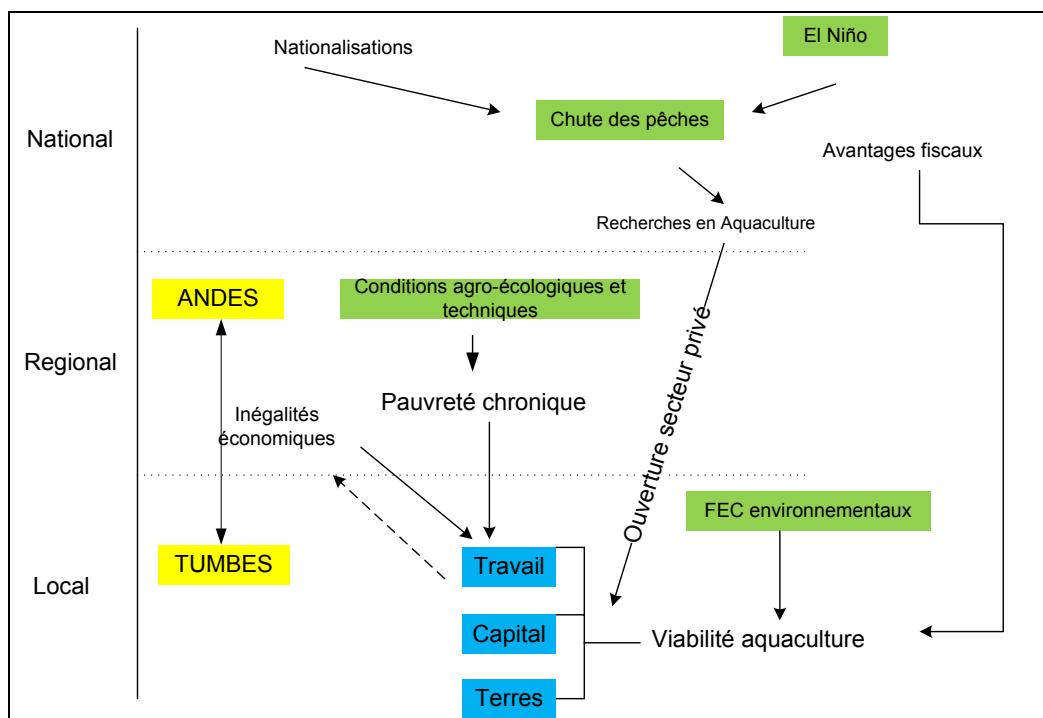 El Niño
Nationalisations
Chute des pêches
National
Avantages fiscaux
Recherches en Aquaculture
ANDES
Conditions agro-écologiques et
techniques
Regional
Pauvreté chronique
Inégalités
économiques
Ouverture secteur privé
FEC environnementaux
TUMBES
Travail
Local
Capital
Viabilité aquaculture
Terres